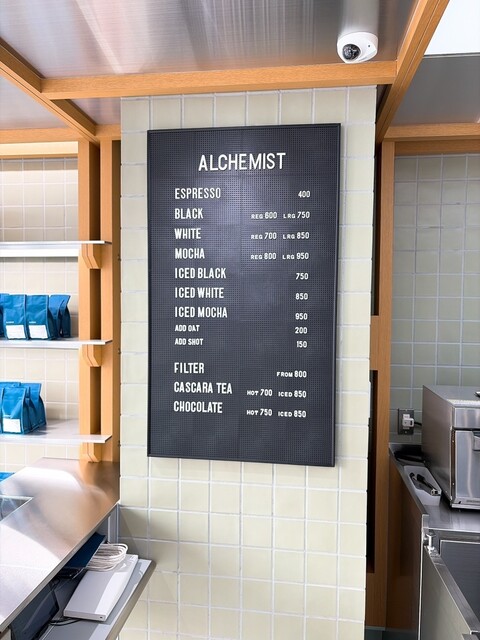 ALCHEMIST
ESPRESSO 400
BLACK REG 600 LRG 750
WHITE REG 700 LRG 850
MOCHA REG 800 LRG 950
ICED BLACK 750
ICED WHITE 850
ICED MOCHA 950
ADD OAT 200
ADD SHOT 150
FILTER FROM 800
CASCARA TEA HOT 700 ICED 850
CHOCOLATE HOT 750 ICED 850